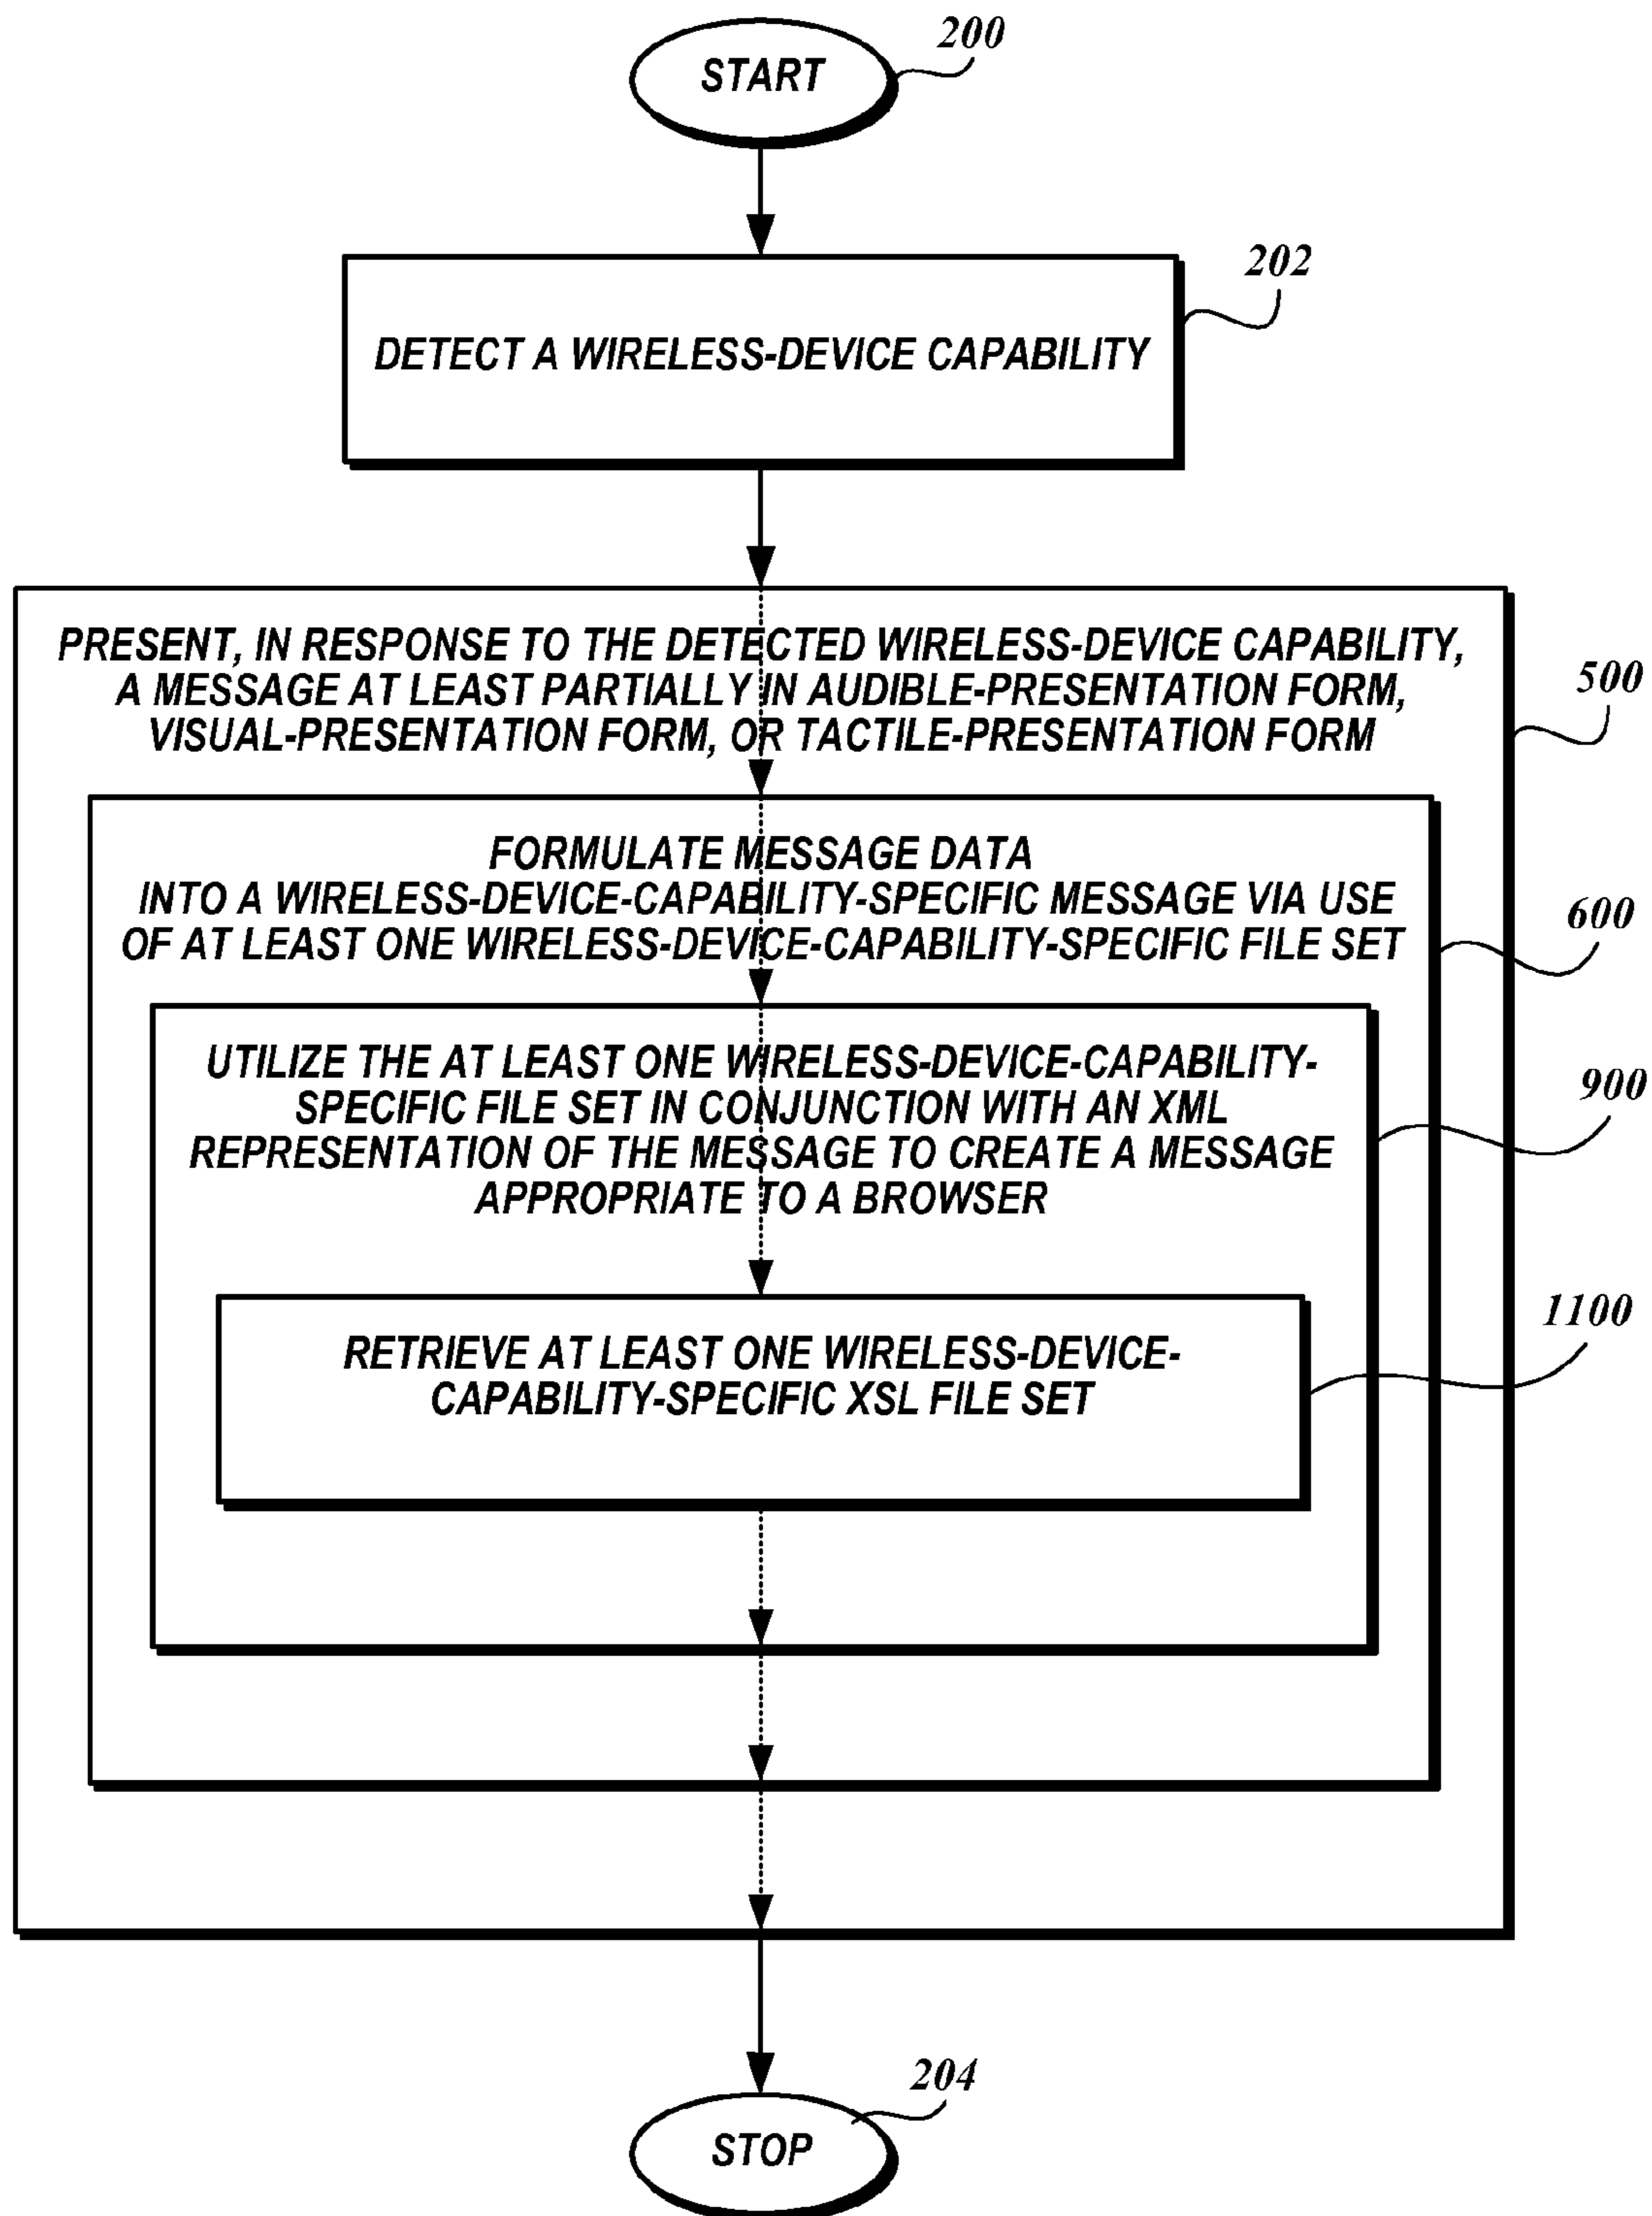 START
200
202
DETECT A WIRELESS-DEVICE CAPABILITY
PRESENT, IN RESPONSE TO THE DETECTED WIRELESS-DEVICE CAPABILITY,
A MESSAGE AT LEAST PARTIALLY IN AUDIBLE-PRESENTATION FORM,
VISUAL-PRESENTATION FORM, OR TACTILE-PRESENTATION FORM
500
FORMULATE MESSAGE DATA
INTO A WIRELESS-DEVICE-CAPABILITY-SPECIFIC MESSAGE VIA USE
OF AT LEAST ONE WIRELESS-DEVICE-CAPABILITY-SPECIFIC FILE SET
600
UTILIZE THE AT LEAST ONE WIRELESS-DEVICE-CAPABILITY-
SPECIFIC FILE SET IN CONJUNCTION WITH AN XML
REPRESENTATION OF THE MESSAGE TO CREATE A MESSAGE
APPROPRIATE TO A BROWSER
900
RETRIEVE AT LEAST ONE WIRELESS-DEVICE-
CAPABILITY-SPECIFIC XSL FILE SET
1100
204
STOP